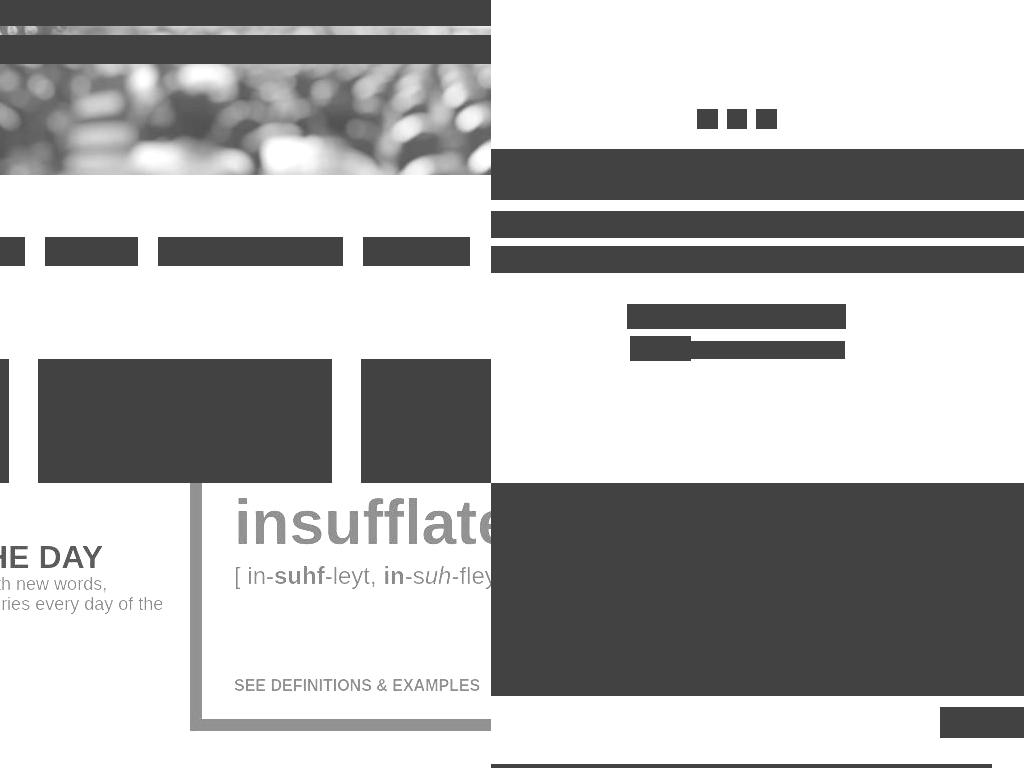 insufflate
[ in-suhf-leyt, in-suh-fley
HE DAY
th new words,
ries every day of the
SEE DEFINITIONS & EXAMPLES